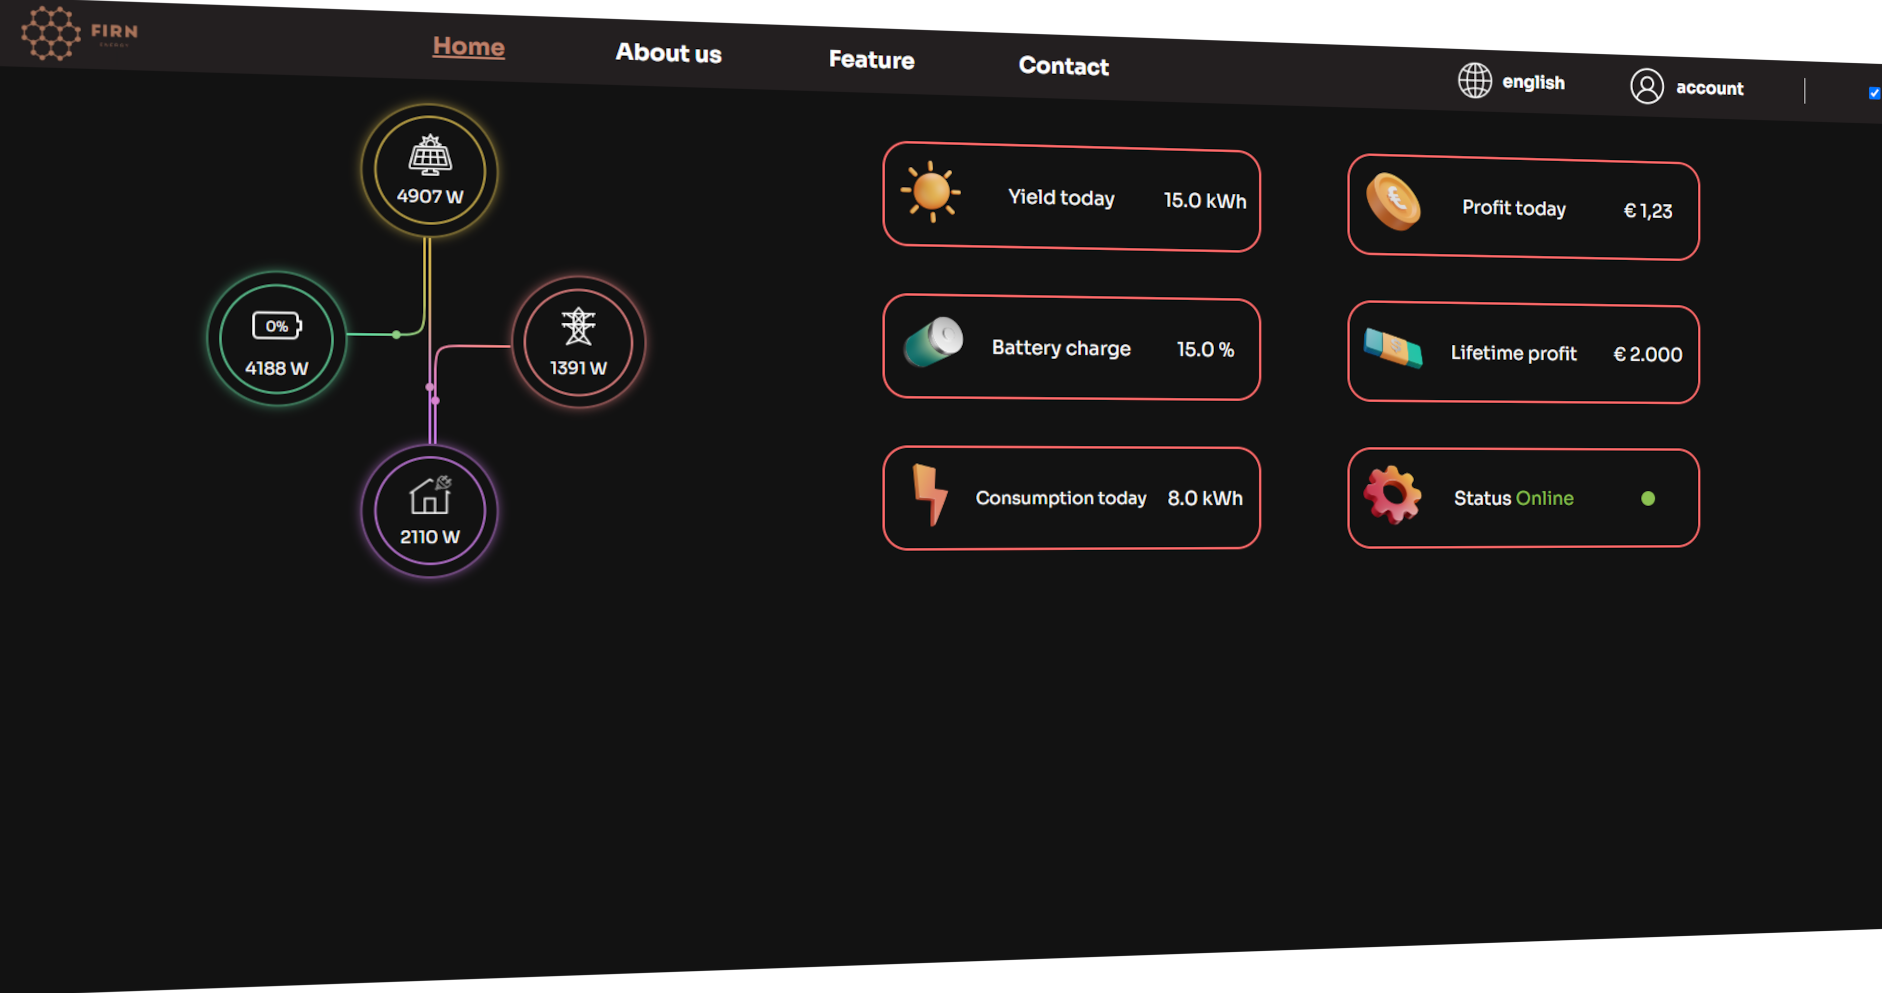 FIRN
ENERGY
Home
About us
Feature
Contact
english
account
4907 W
0%
4188 W
1391 W
2110 W
Yield today 15.0 kWh
Profit today € 1,23
Battery charge 15.0 %
Lifetime profit € 2.000
Consumption today 8.0 kWh
Status Online